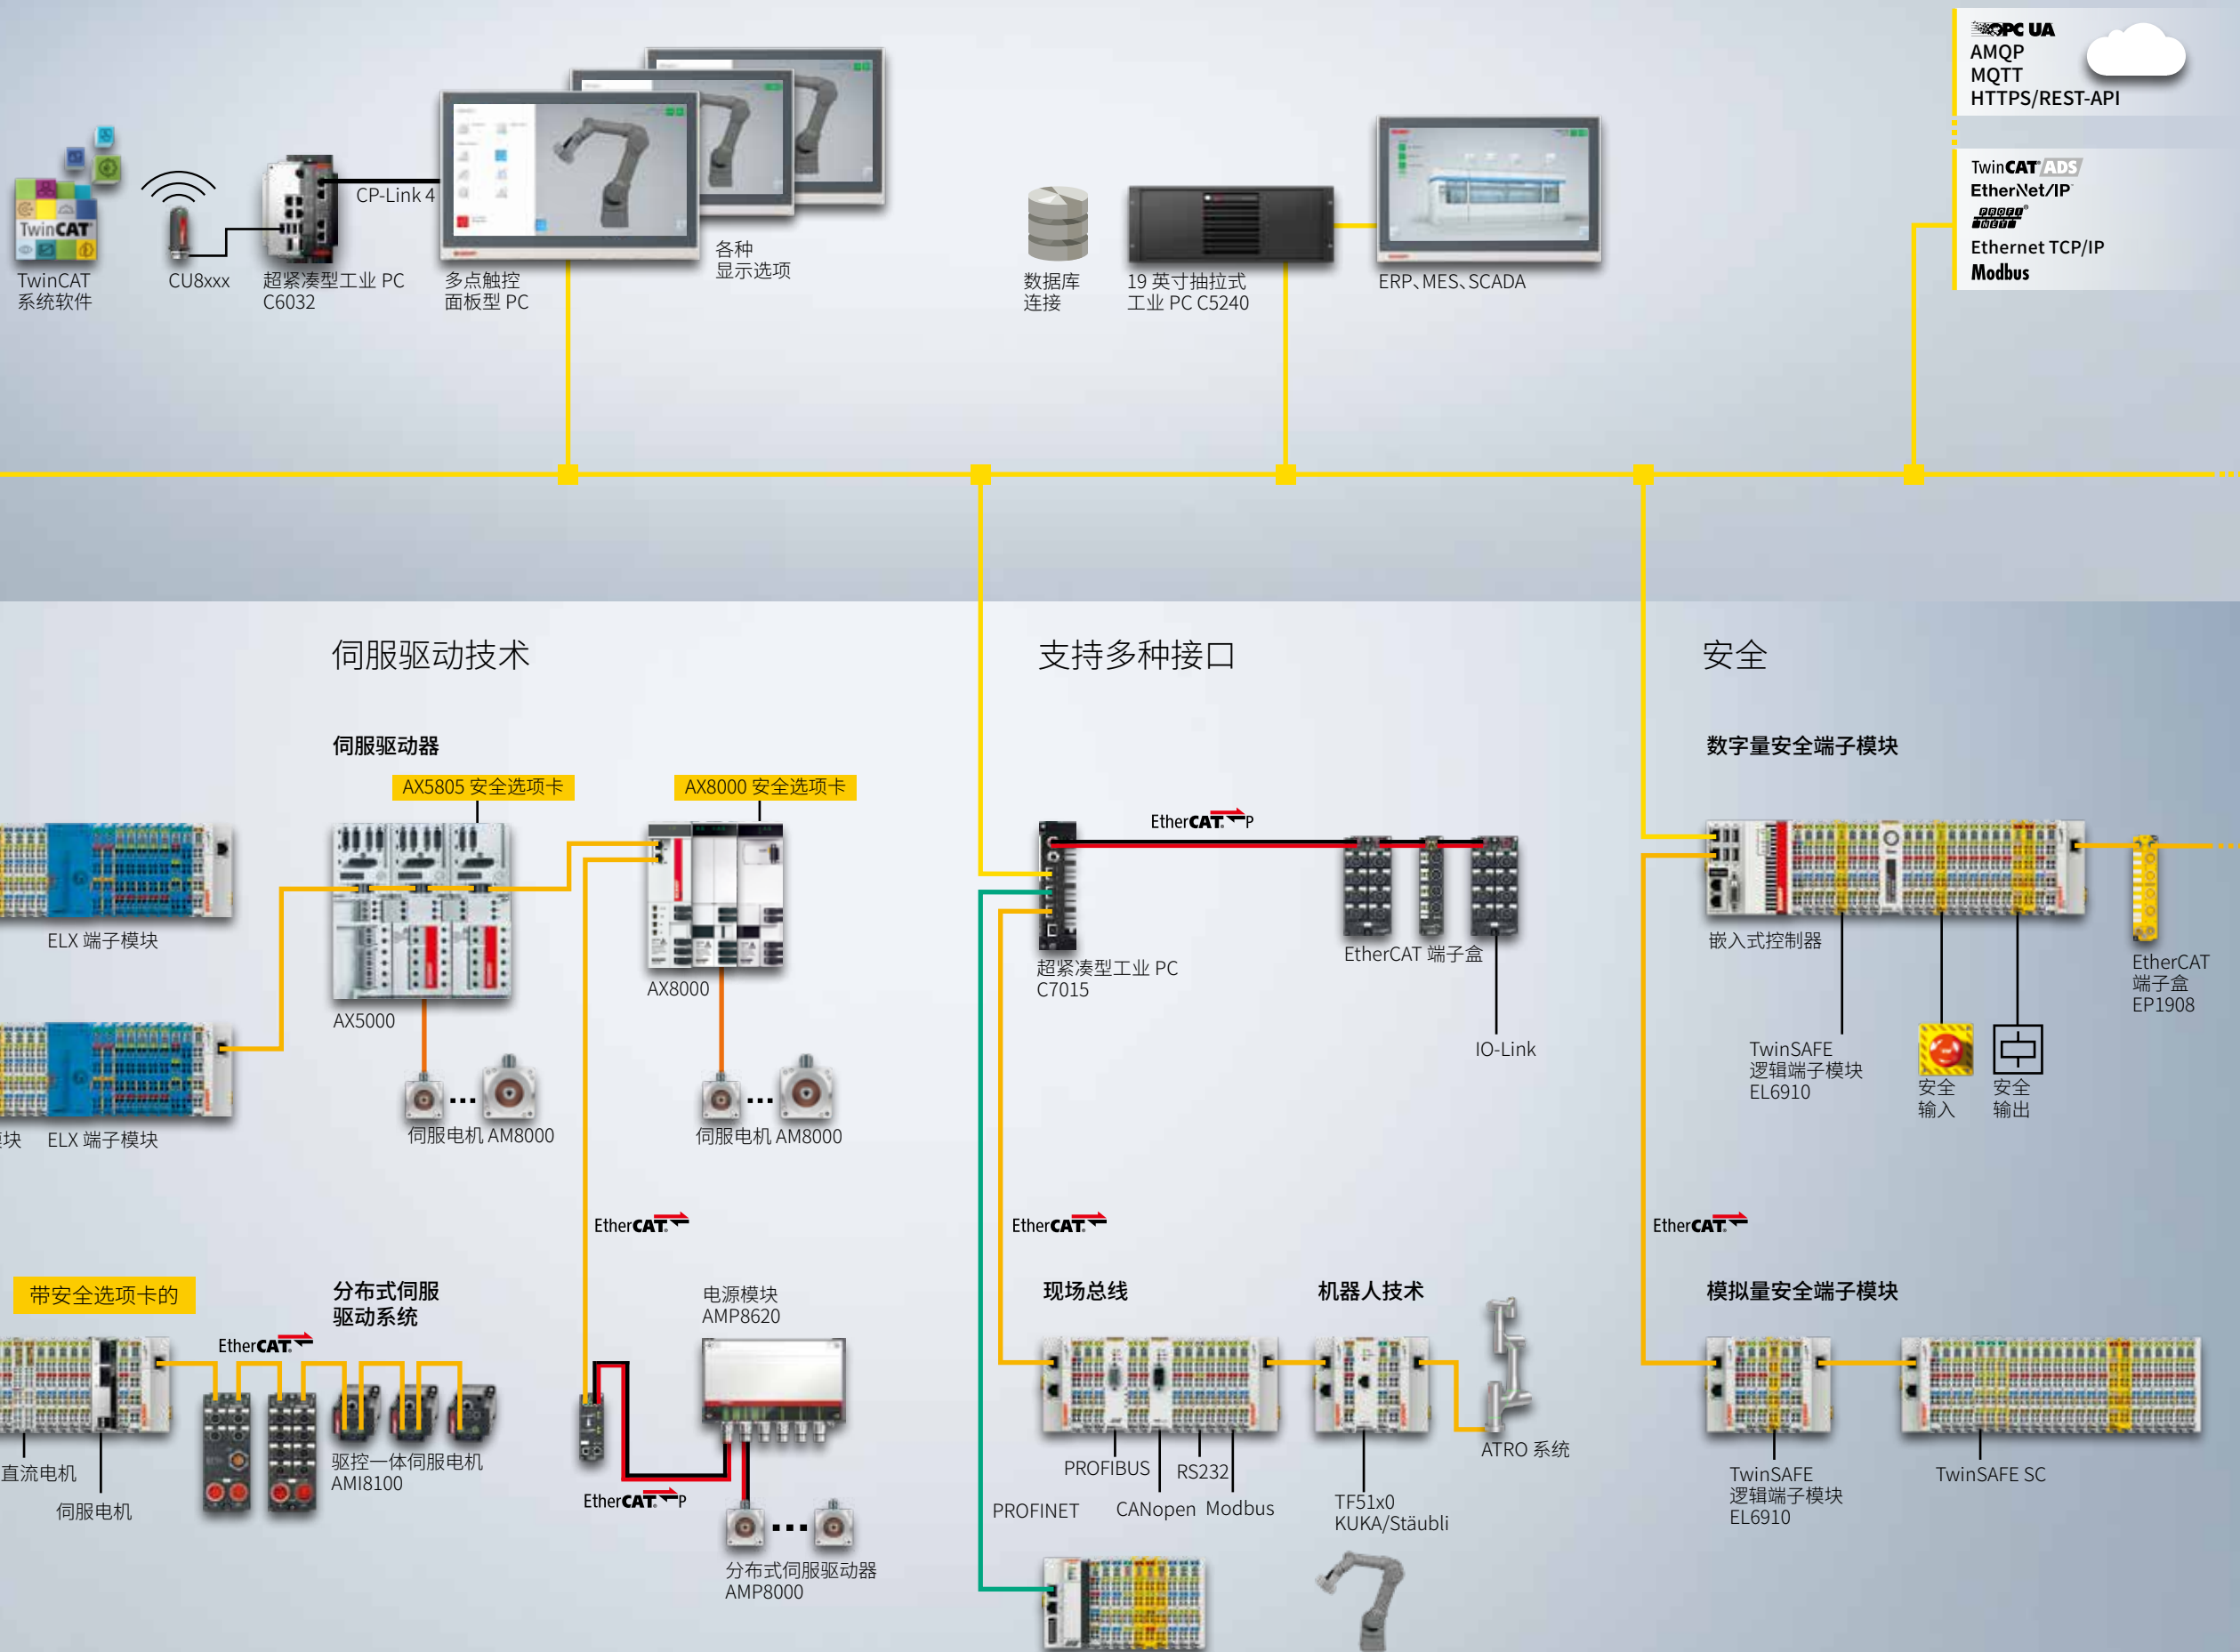 OPC UA
AMQP
MQTT
HTTPS/REST-API
TwinCAT ADS
EtherNet/IP
PROFI
NET
Ethernet TCP/IP
Modbus
TwinCAT
TwinCAT
系统软件
CU8xxx
超紧凑型工业 PC
C6032
CP-Link 4
多点触控
面板型 PC
各种
显示选项
数据库
连接
19 英寸抽拉式
工业 PC C5240
ERP、MES、SCADA
伺服驱动技术
支持多种接口
安全
伺服驱动器
AX5805 安全选项卡
AX8000 安全选项卡
ELX 端子模块
AX5000
AX8000
伺服电机 AM8000
伺服电机 AM8000
块 ELX 端子模块
EtherCAT P
超紧凑型工业 PC
C7015
EtherCAT 端子盒
IO-Link
数字量安全端子模块
嵌入式控制器
TwinSAFE
逻辑端子模块
EL6910
安全
输入
安全
输出
EtherCAT
端子盒
EP1908
EtherCAT
EtherCAT
EtherCAT
带安全选项卡的
EtherCAT
分布式伺服
驱动系统
直流电机
伺服电机
驱控一体伺服电机
AMI8100
电源模块
AMP8620
EtherCAT P
分布式伺服驱动器
AMP8000
现场总线
PROFIBUS
RS232
PROFINET
CANopen
Modbus
机器人技术
TF51x0
KUKA/Stäubli
ATRO 系统
模拟量安全端子模块
TwinSAFE
逻辑端子模块
EL6910
TwinSAFE SC